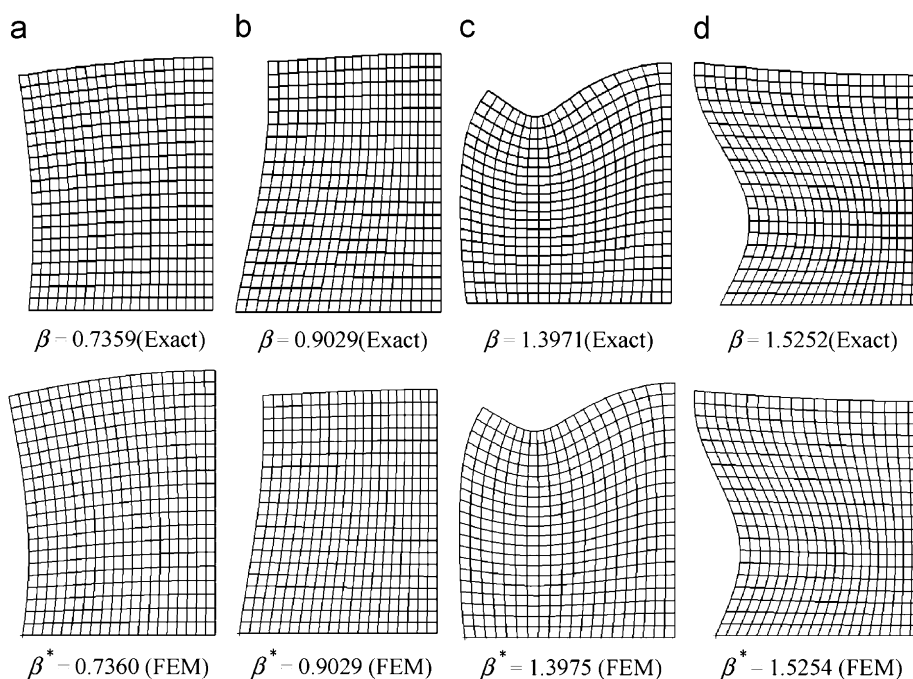 a b c d
β = 0.7359(Exact) β = 0.9029(Exact) β = 1.3971(Exact) β = 1.5252(Exact)
β* = 0.7360 (FEM) β* = 0.9029 (FEM) β* = 1.3975 (FEM) β* = 1.5254 (FEM)